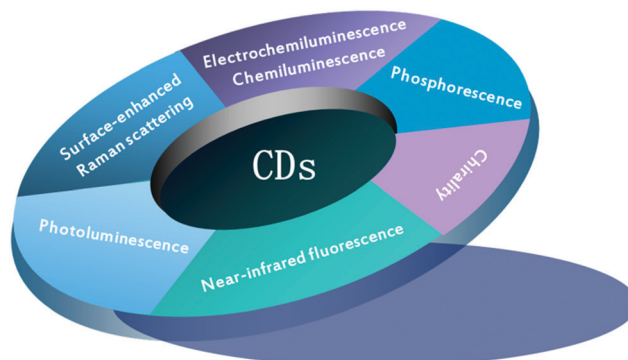 Electrochemiluminescence
Chemiluminescence
Phosphorescence
Surface-enhanced
Raman scattering
CDs
Chirality
Photoluminescence
Near-infrared fluorescence